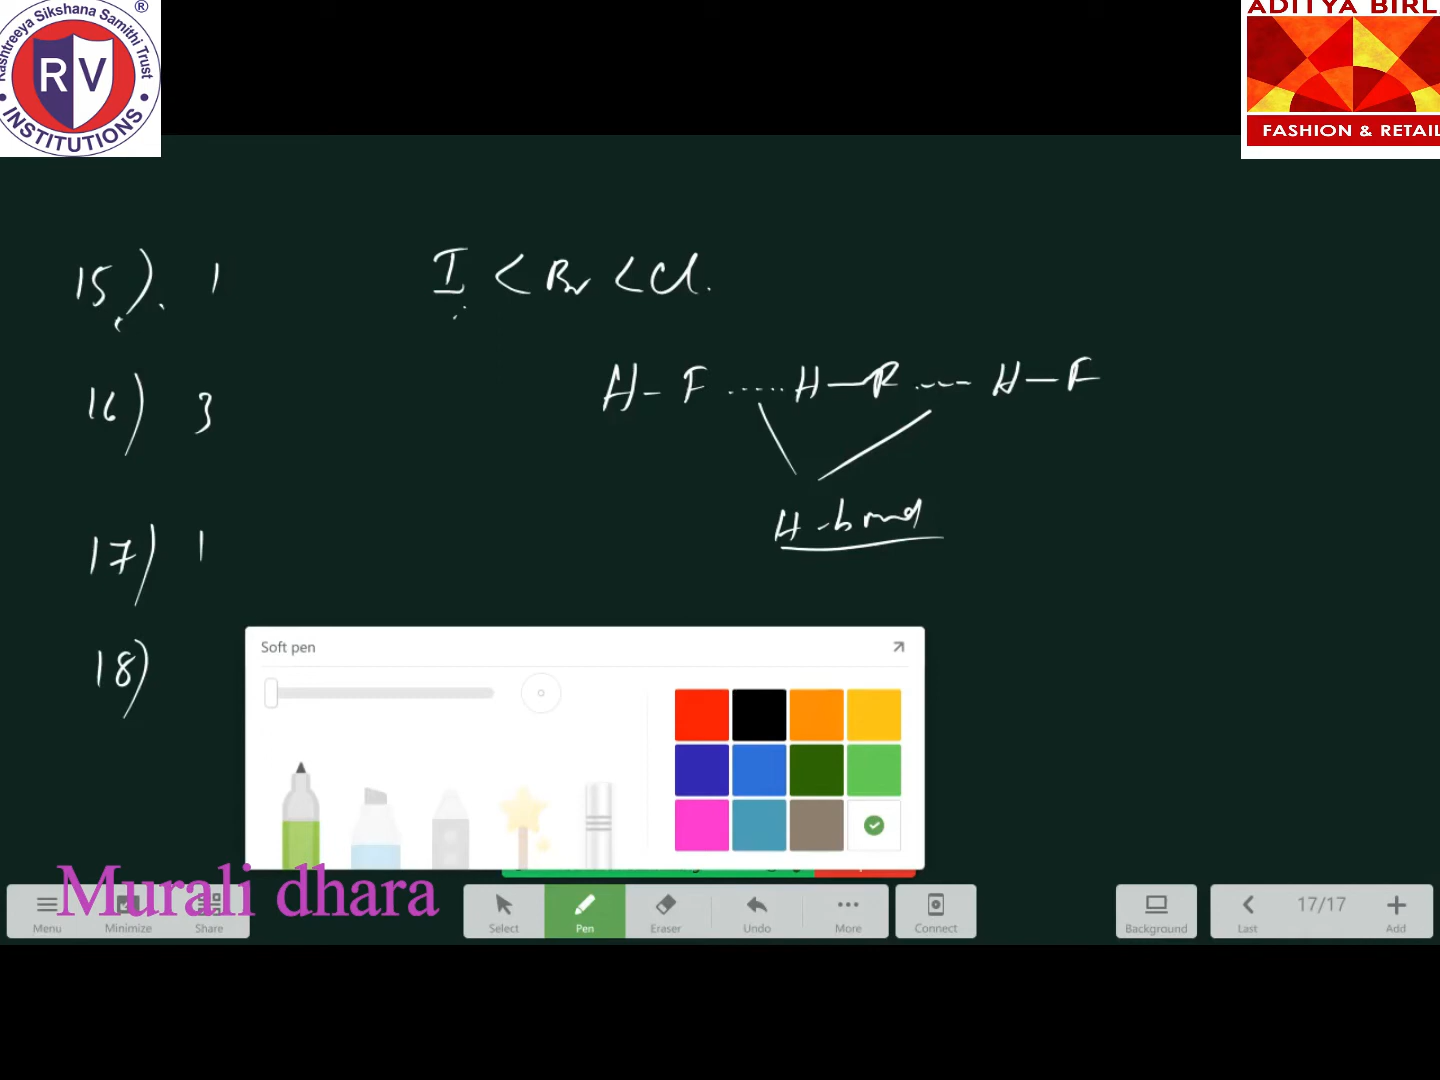 Rashtreeya Sikshana Samithi Trust
®
RV
INSTITUTIONS
ADITYA BIRL
FASHION & RETAIL
15). 1 I < Br < Cl.
16) 3 H - F ..... H - F .... H - F
H-bond
17) 1
18)
Soft pen
Murali dhara
Menu Minimize Share Select Pen Eraser Undo More Connect Background Last 17/17 Add